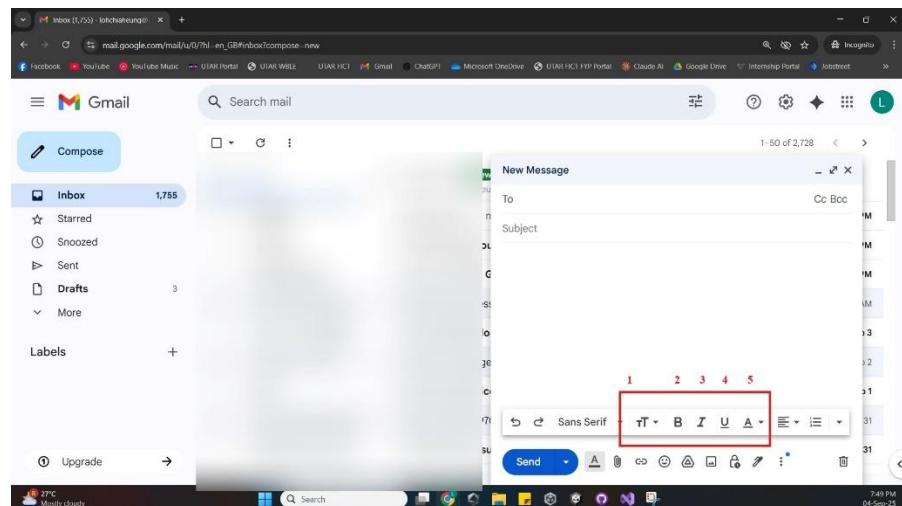 Inbox (1,755) - lohchiaheung@
mail.google.com/mail/u/0/?hl=en_GB#inbox?compose=new
Incognito
Facebook YouTube YouTube Music UTAR Portal UTAR WBLE UTAR HCI Gmail ChatGPT Microsoft OneDrive Claude AI Google Drive Internship Portal Jobstreet
Gmail
Search mail
L
Compose
1-50 of 2,728
Inbox 1,755
Starred
Snoozed
Sent
Drafts 3
More
Labels
Upgrade
New Message
To Cc Bcc
Subject
1 2 3 4 5
Sans Serif TT B I U A
Send A
27°C
Mostly cloudy
Search
7:49 PM
04-Sep-25